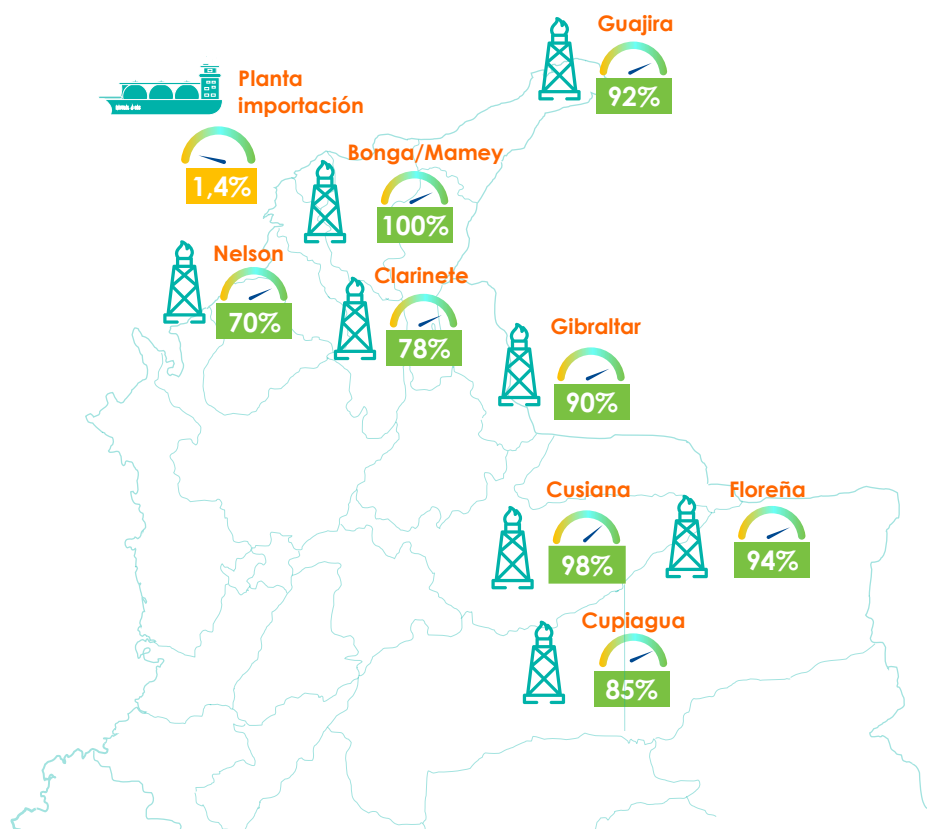 Guajira
92%
Planta
importación
1,4%
Bonga/Mamey
100%
Nelson
70%
Clarinete
78%
Gibraltar
90%
Cusiana
98%
Floreña
94%
Cupiagua
85%